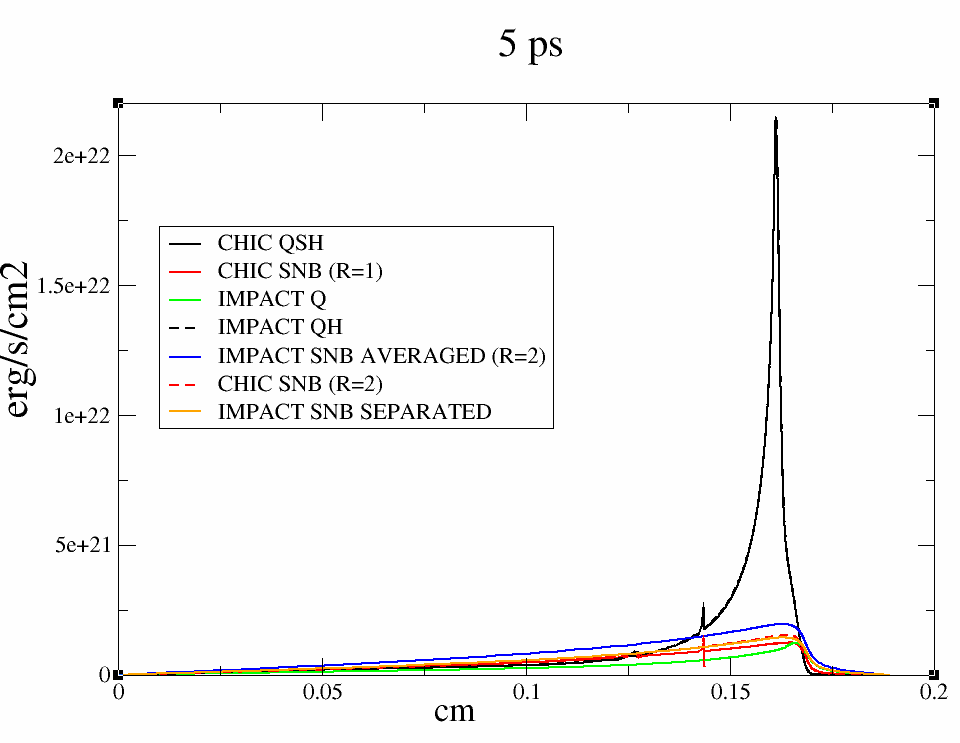 5 ps
2e+22
1.5e+22
1e+22
5e+21
0
erg/s/cm2
CHIC QSH
CHIC SNB (R=1)
IMPACT Q
IMPACT QH
IMPACT SNB AVERAGED (R=2)
CHIC SNB (R=2)
IMPACT SNB SEPARATED
0 0.05 0.1 0.15 0.2
cm